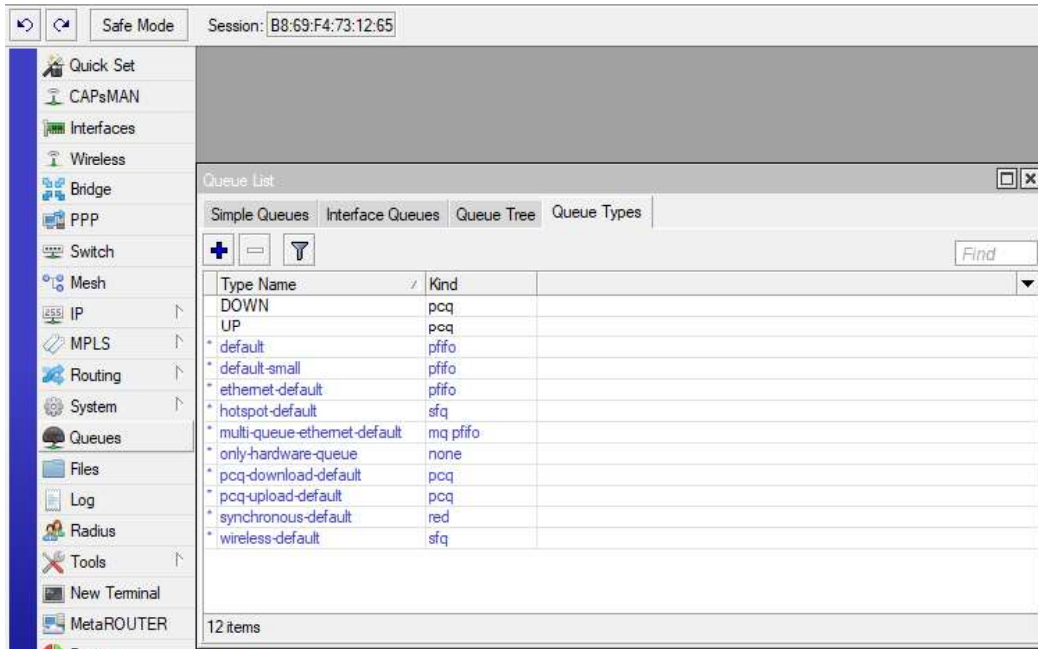 Safe Mode Session: B8:69:F4:73:12:65
Quick Set
CAPsMAN
Interfaces
Wireless
Bridge
PPP
Switch
Mesh
255 IP
MPLS
Routing
System
Queues
Files
Log
Radius
Tools
New Terminal
MetaROUTER
Queue List
Simple Queues Interface Queues Queue Tree Queue Types
Find
Type Name Kind
DOWN pcq
UP pcq
* default pfifo
* default-small pfifo
* ethernet-default pfifo
* hotspot-default sfq
* multi-queue-ethernet-default mq pfifo
* only-hardware-queue none
* pcq-download-default pcq
* pcq-upload-default pcq
* synchronous-default red
* wireless-default sfq
12 items